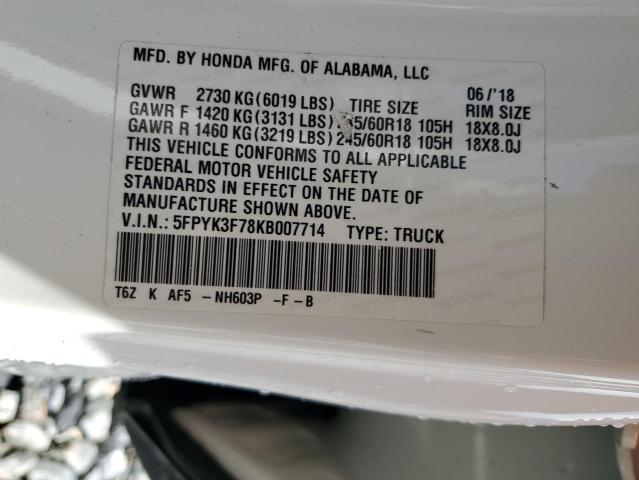 MFD. BY HONDA MFG. OF ALABAMA, LLC
GVWR 2730 KG(6019 LBS) TIRE SIZE 06/'18 RIM SIZE
GAWR F 1420 KG(3131 LBS) 5/60R18 105H 18X8.0J
GAWR R 1460 KG(3219 LBS) 245/60R18 105H 18X8.0J
THIS VEHICLE CONFORMS TO ALL APPLICABLE
FEDERAL MOTOR VEHICLE SAFETY
STANDARDS IN EFFECT ON THE DATE OF
MANUFACTURE SHOWN ABOVE.
V.I.N.: 5FPYK3F78KB007714 TYPE: TRUCK
T6Z K AF5 -NH603P -F-B